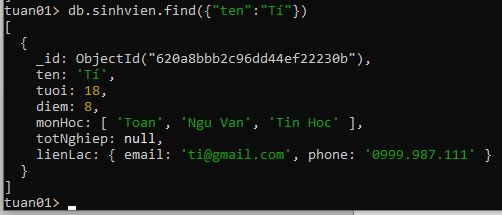 tuan01> db.sinhvien.find({"ten":"Tí"})
[
  {
    _id: ObjectId("620a8bbb2c96dd44ef22230b"),
    ten: 'Tí',
    tuoi: 18,
    diem: 8,
    monHoc: [ 'Toan', 'Ngu Van', 'Tin Hoc' ],
    totNghiep: null,
    lienLac: { email: 'ti@gmail.com', phone: '0999.987.111' }
  }
]
tuan01>